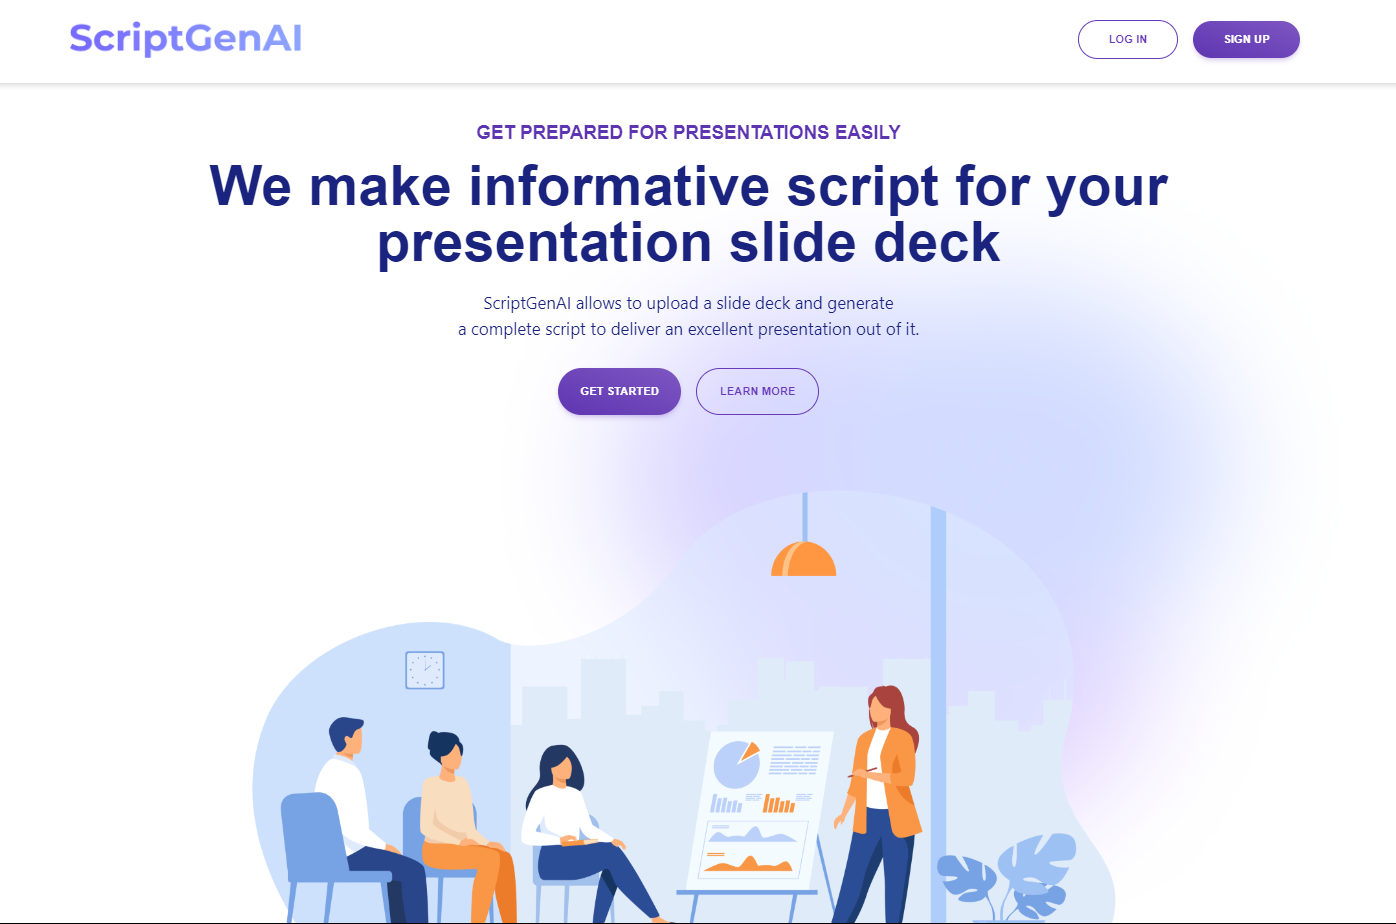 ScriptGenAI
LOG IN
SIGN UP
GET PREPARED FOR PRESENTATIONS EASILY
We make informative script for your
presentation slide deck
ScriptGenAI allows to upload a slide deck and generate
a complete script to deliver an excellent presentation out of it.
GET STARTED
LEARN MORE